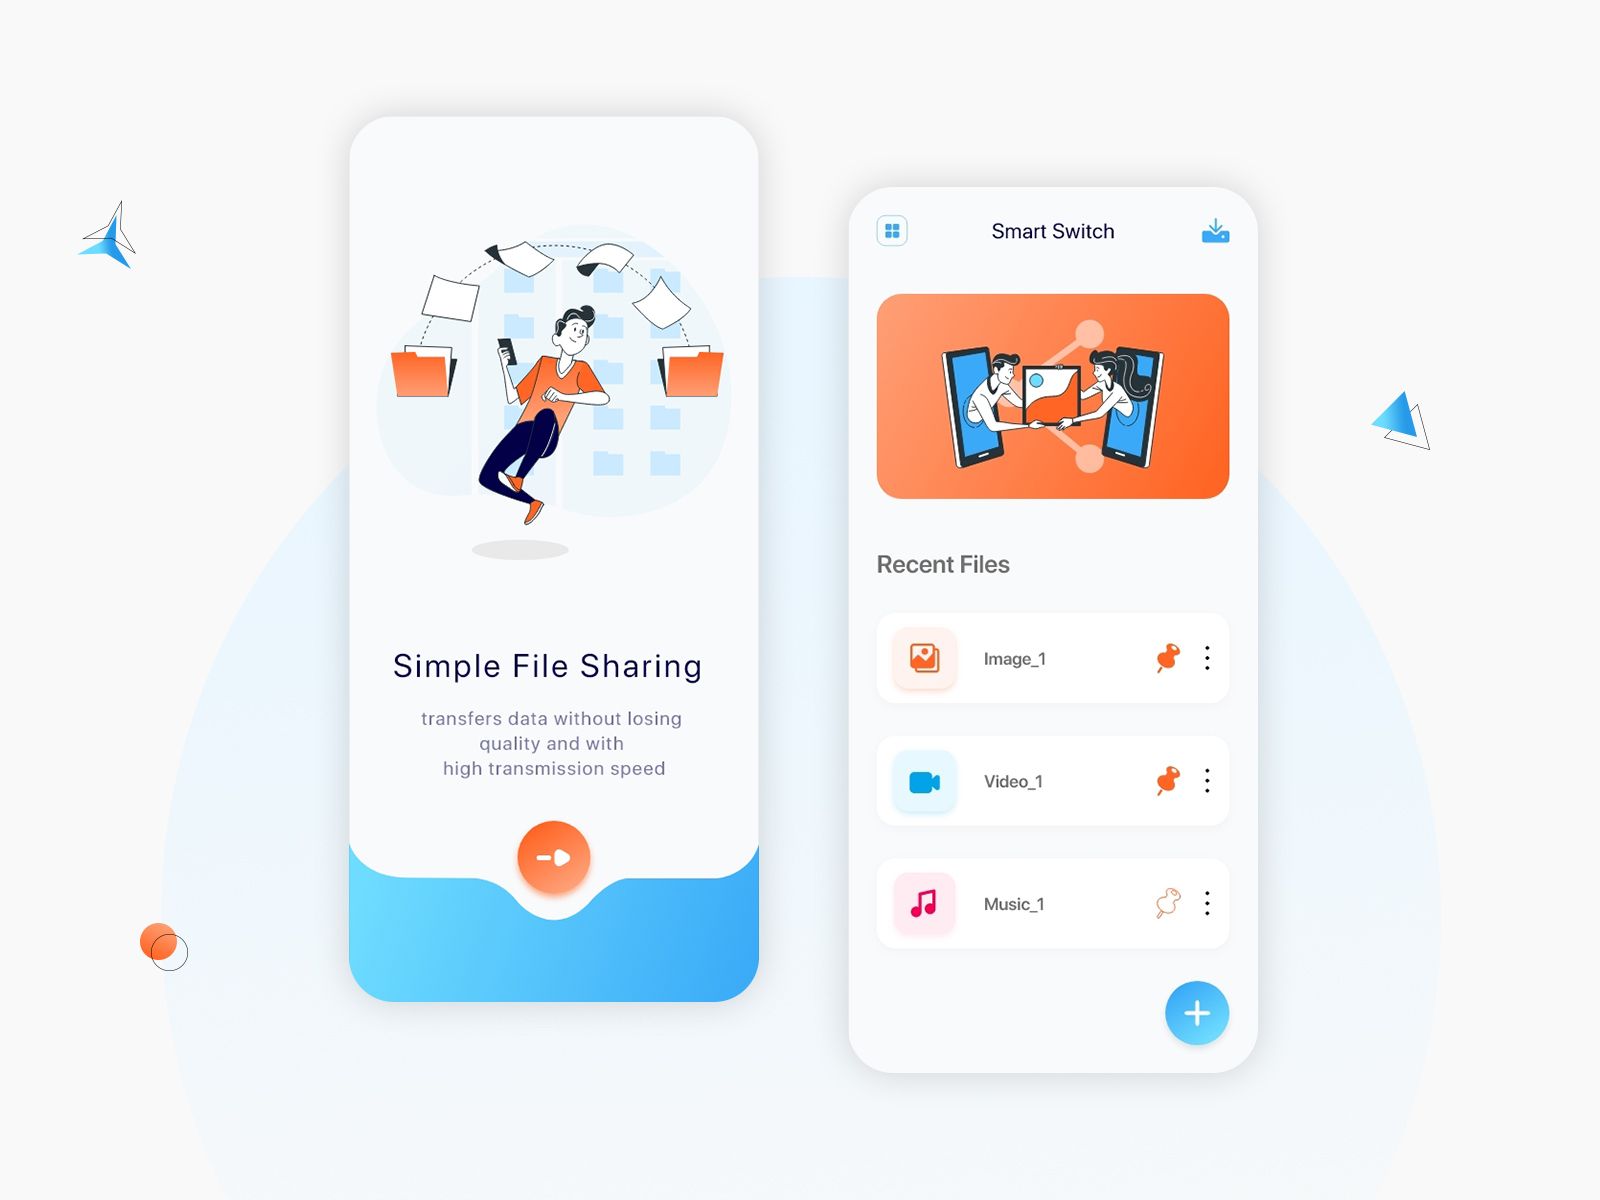 Simple File Sharing
transfers data without losing
quality and with
high transmission speed
Smart Switch
Recent Files
Image_1
Video_1
Music_1